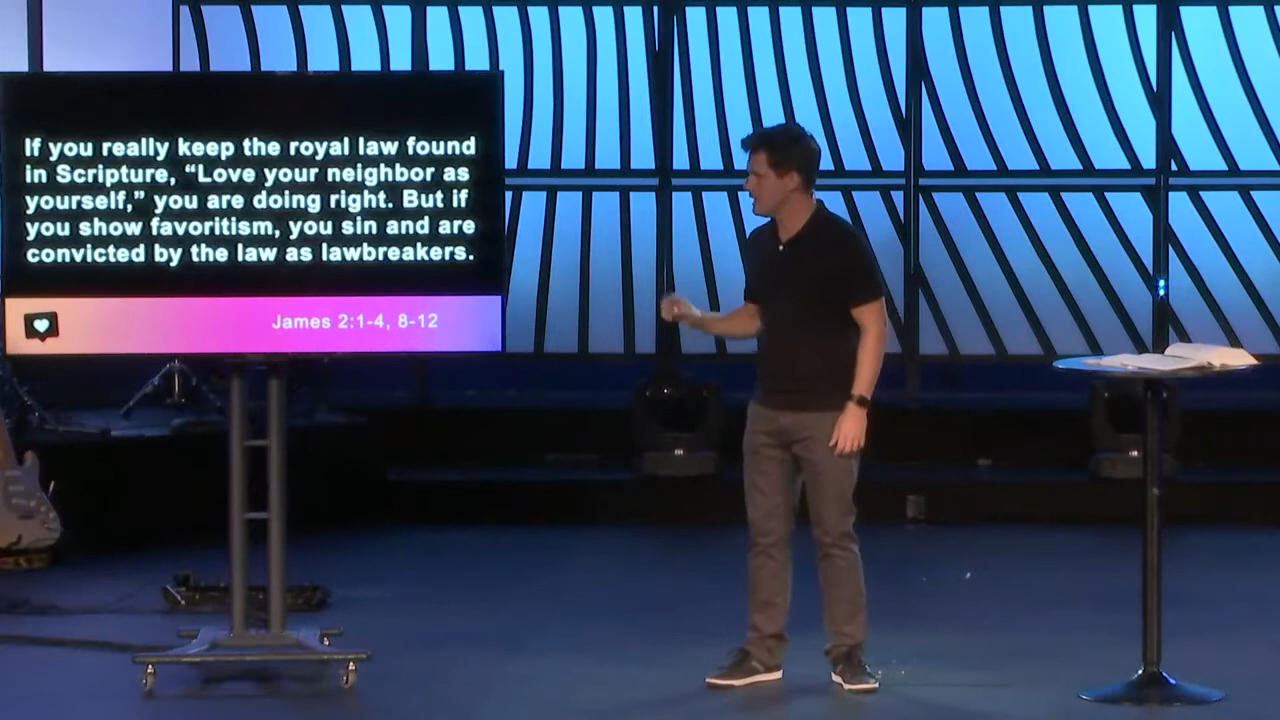 If you really keep the royal law found
in Scripture, “Love your neighbor as
yourself,” you are doing right. But if
you show favoritism, you sin and are
convicted by the law as lawbreakers.
James 2:1-4, 8-12